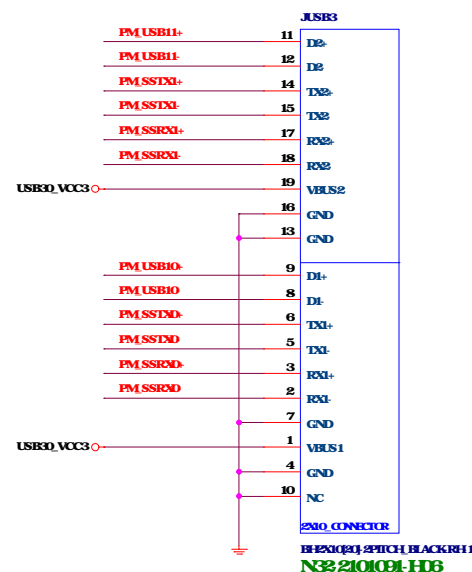 JUSB3
PM_USB11+ 11 D2+
PM_USB11- 12 D2-
PM_SSTX1+ 14 TX2+
PM_SSTX1- 15 TX2-
PM_SSRX1+ 17 RX2+
PM_SSRX1- 18 RX2-
USB30_VCC3 19 VBUS2
16 GND
13 GND
PM_USB10+ 9 D1+
PM_USB10- 8 D1-
PM_SSTX0+ 6 TX1+
PM_SSTX0- 5 TX1-
PM_SSRX0+ 3 RX1+
PM_SSRX0- 2 RX1-
7 GND
USB30_VCC3 1 VBUS1
4 GND
10 NC
2X10_CONNECTOR
N32-2101091-H06